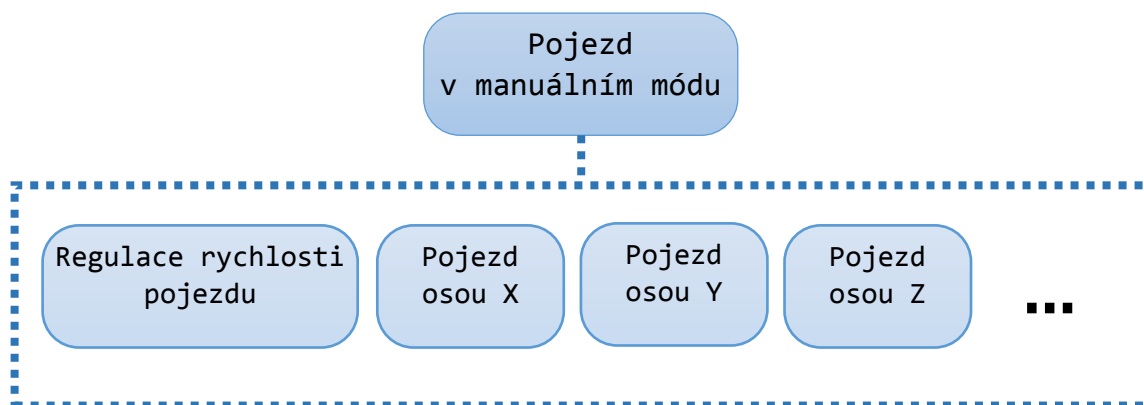 Pojezd
v manuálním módu
Regulace rychlosti
pojezdu
Pojezd
osou X
Pojezd
osou Y
Pojezd
osou Z
...